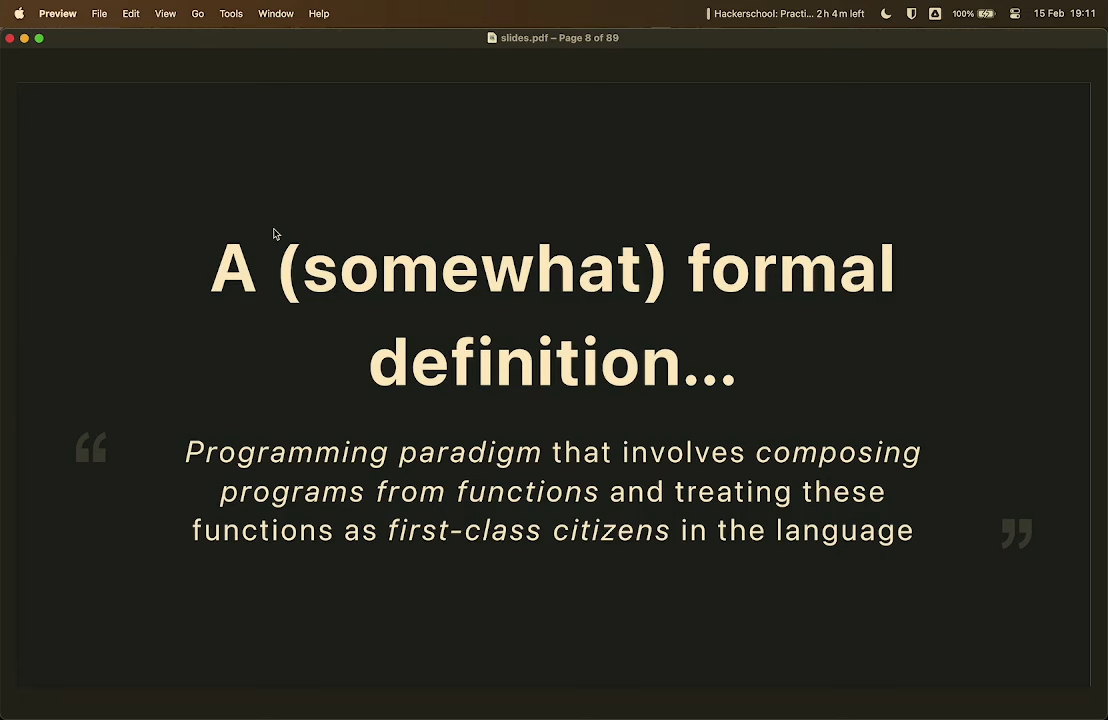 Preview File Edit View Go Tools Window Help Hackerschool: Practi... 2 h 4 m left 100% 15 Feb 19:11
slides.pdf – Page 8 of 89
A (somewhat) formal
definition...
“
Programming paradigm that involves composing
programs from functions and treating these
functions as first-class citizens in the language
”